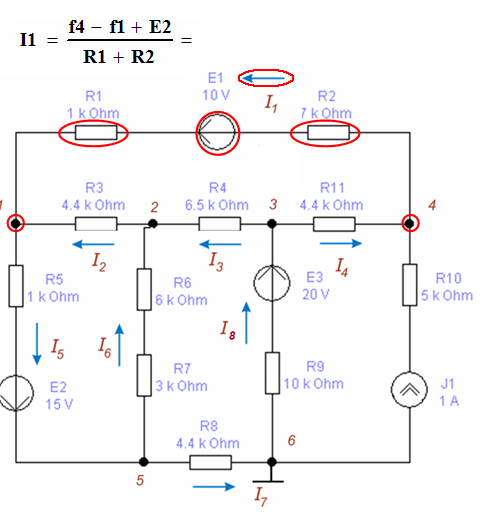 I1 = f4 − f1 + E2 / R1 + R2 =
E1
10 V
I1
R1
1 k Ohm
R2
7 k Ohm
R3
4.4 k Ohm
2
R4
6.5 k Ohm
3
R11
4.4 k Ohm
4
1
I2
I3
I4
R5
1 k Ohm
R6
6 k Ohm
E3
20 V
R10
5 k Ohm
I5
I6
I8
E2
15 V
R7
3 k Ohm
R9
10 k Ohm
J1
1 A
R8
4.4 k Ohm
6
5
I7